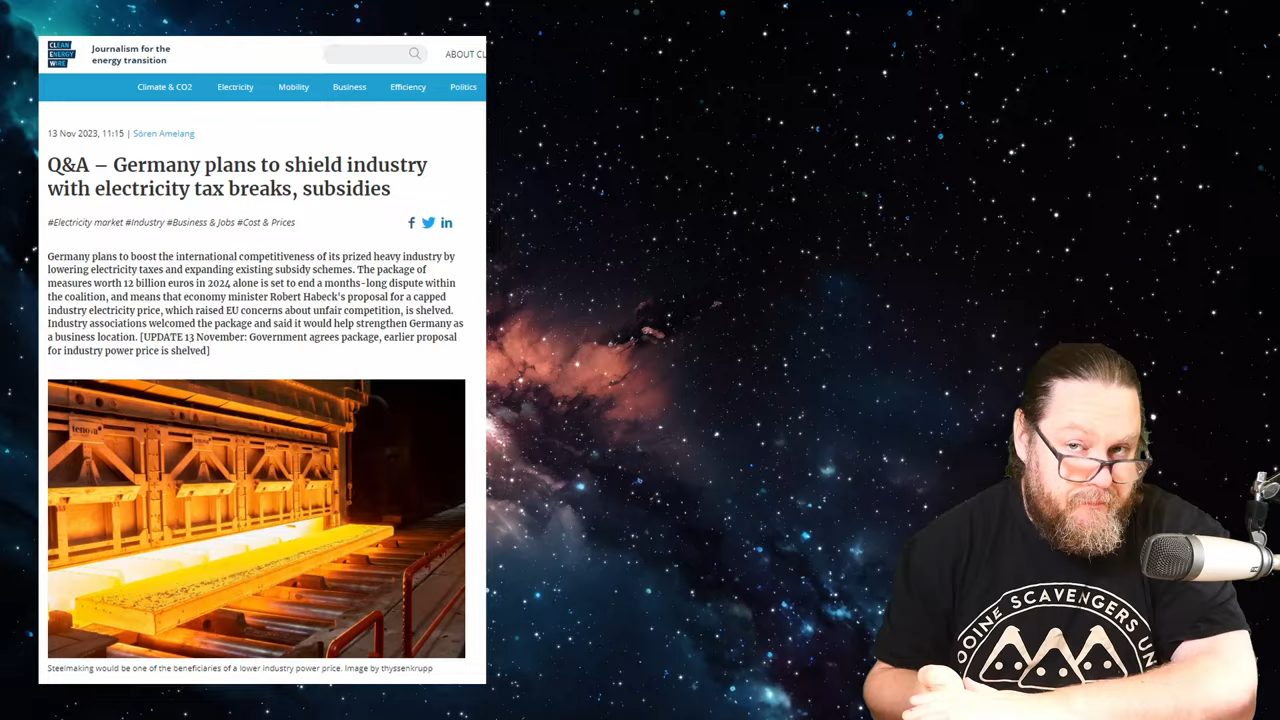 CLEAN
ENERGY
WIRE
Journalism for the
energy transition
ABOUT CL
Climate & CO2 Electricity Mobility Business Efficiency Politics
13 Nov 2023, 11:15 | Sören Amelang
Q&A – Germany plans to shield industry
with electricity tax breaks, subsidies
#Electricity market #Industry #Business & Jobs #Cost & Prices
Germany plans to boost the international competitiveness of its prized heavy industry by
lowering electricity taxes and expanding existing subsidy schemes. The package of
measures worth 12 billion euros in 2024 alone is set to end a months-long dispute within
the coalition, and means that economy minister Robert Habeck's proposal for a capped
industry electricity price, which raised EU concerns about unfair competition, is shelved.
Industry associations welcomed the package and said it would help strengthen Germany as
a business location. [UPDATE 13 November: Government agrees package, earlier proposal
for industry power price is shelved]
tenova
tenova
tenova
Steelmaking would be one of the beneficiaries of a lower industry power price. Image by thyssenkrupp
OOINE SCAVENGERS UN